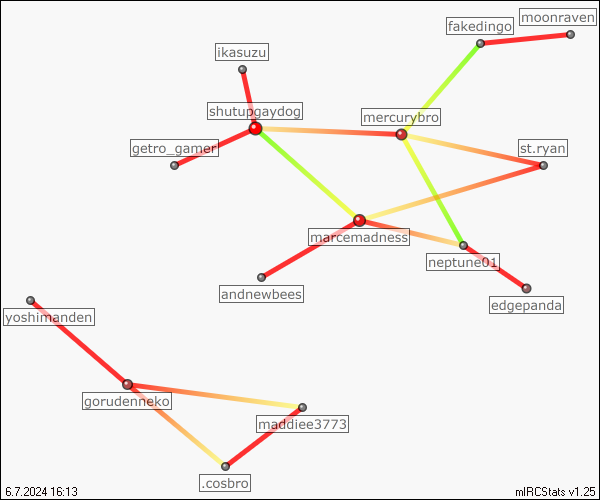 moonraven
fakedingo
ikasuzu
shutupgaydog
mercurybro
getro_gamer
st.ryan
marcemadness
neptune01
andnewbees
edgepanda
yoshimanden
gorudenneko
maddiee3773
.cosbro
6.7.2024 16:13
mIRCStats v1.25